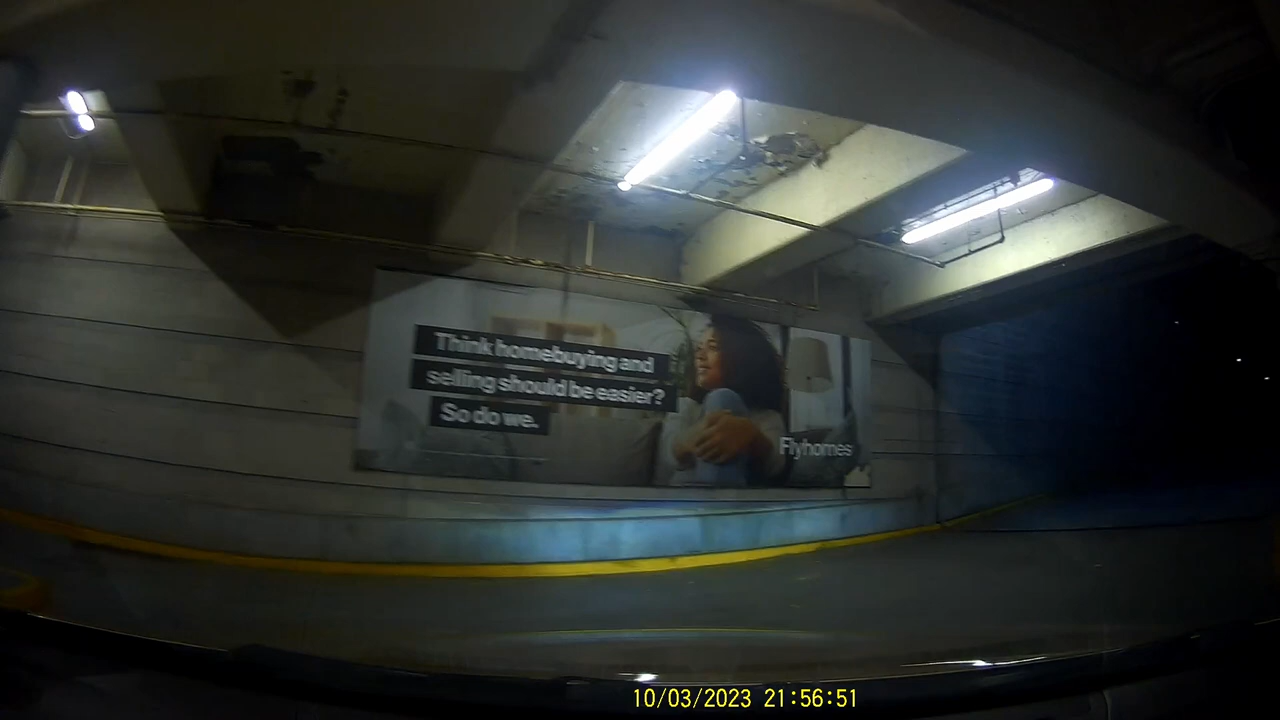 Think homebuying and
selling should be easier?
So do we.
Flyhomes
10/03/2023 21:56:51